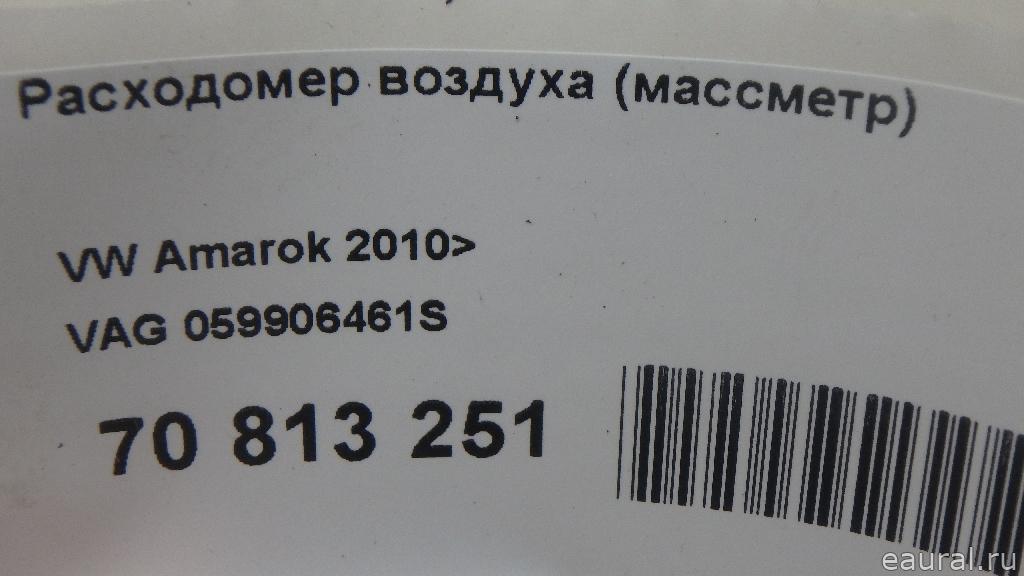 Расходомер воздуха (массметр)
VW Amarok 2010>
VAG 059906461S
70 813 251
eaural.ru